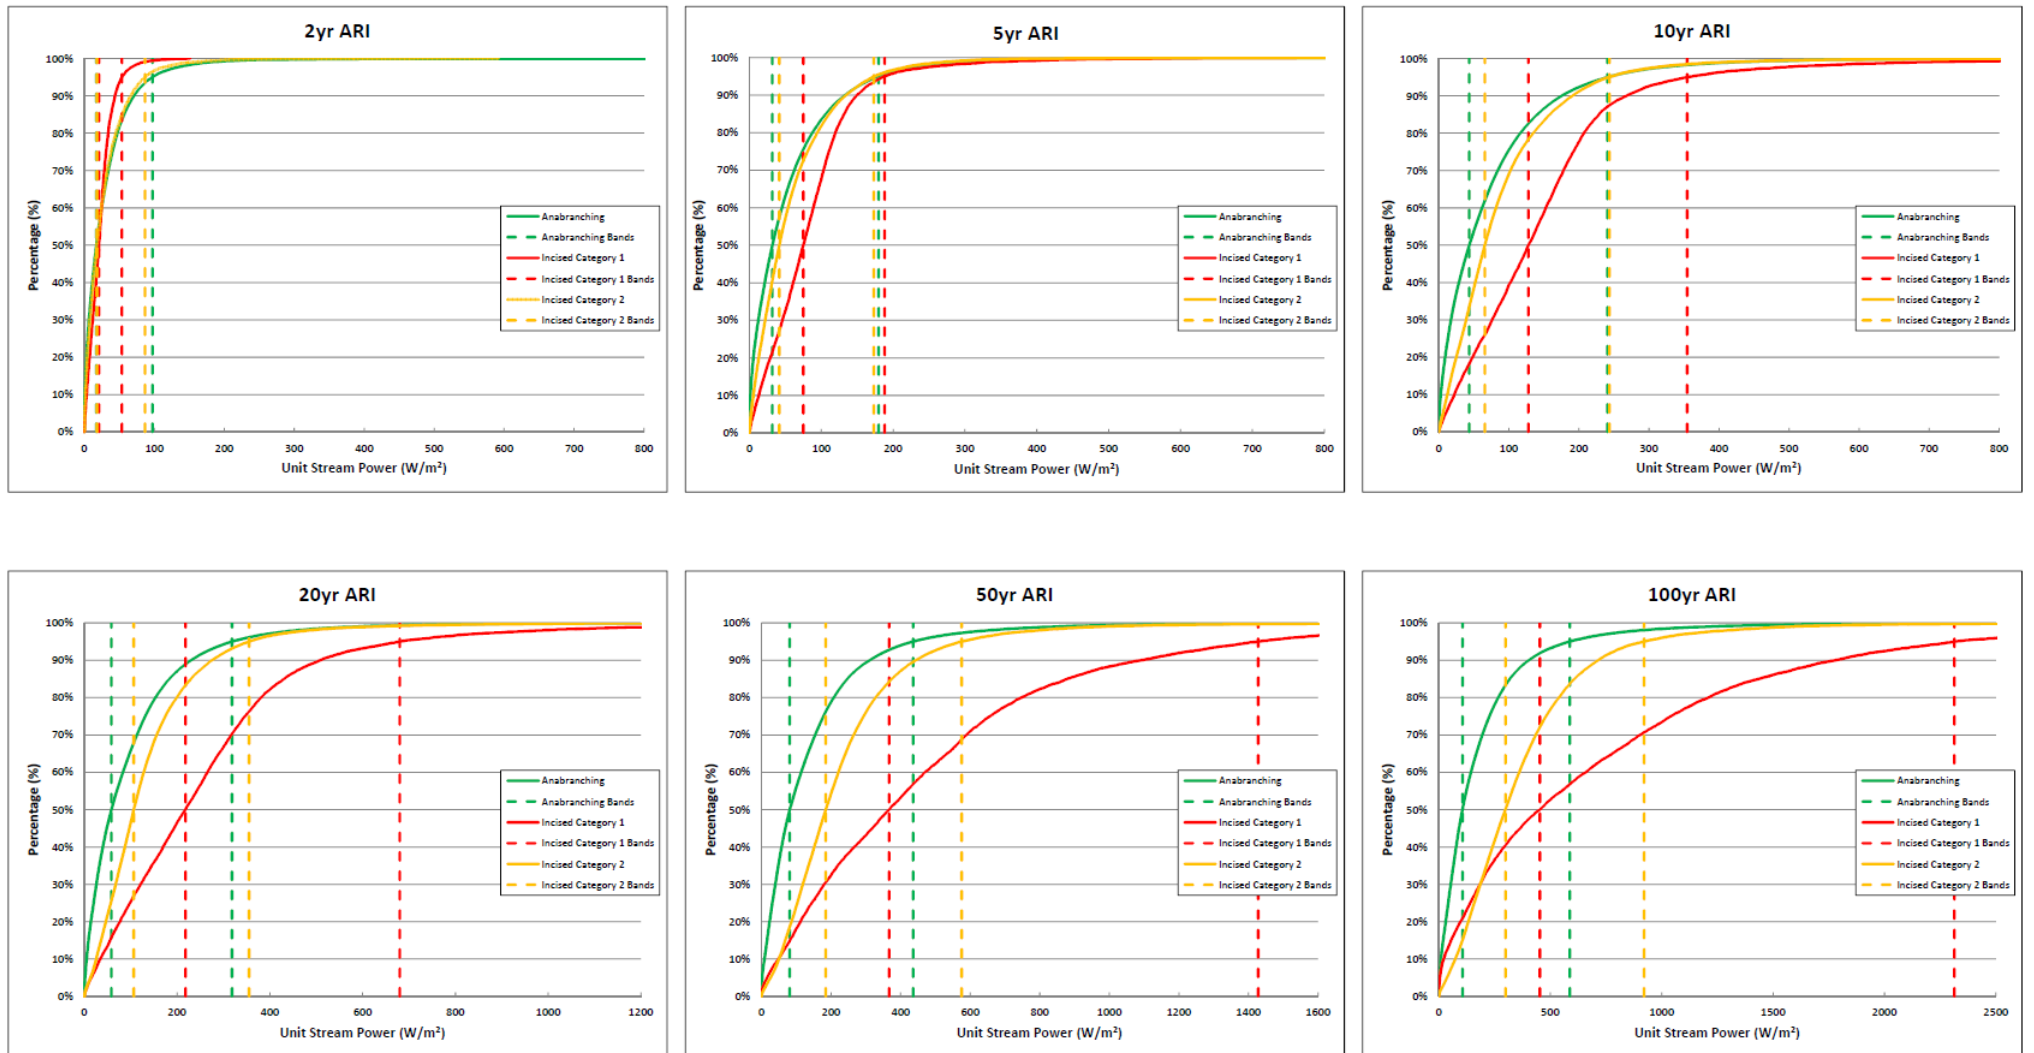 2yr ARI
100%
90%
80%
70%
60%
50%
40%
30%
20%
10%
0%
Percentage (%)
0 100 200 300 400 500 600 700 800
Unit Stream Power (W/m²)
Anabranching
Anabranching Bands
Incised Category 1
Incised Category 1 Bands
Incised Category 2
Incised Category 2 Bands
5yr ARI
100%
90%
80%
70%
60%
50%
40%
30%
20%
10%
0%
Percentage (%)
0 100 200 300 400 500 600 700 800
Unit Stream Power (W/m²)
Anabranching
Anabranching Bands
Incised Category 1
Incised Category 1 Bands
Incised Category 2
Incised Category 2 Bands
10yr ARI
100%
90%
80%
70%
60%
50%
40%
30%
20%
10%
0%
Percentage (%)
0 100 200 300 400 500 600 700 800
Unit Stream Power (W/m²)
Anabranching
Anabranching Bands
Incised Category 1
Incised Category 1 Bands
Incised Category 2
Incised Category 2 Bands
20yr ARI
100%
90%
80%
70%
60%
50%
40%
30%
20%
10%
0%
Percentage (%)
0 200 400 600 800 1000 1200
Unit Stream Power (W/m²)
Anabranching
Anabranching Bands
Incised Category 1
Incised Category 1 Bands
Incised Category 2
Incised Category 2 Bands
50yr ARI
100%
90%
80%
70%
60%
50%
40%
30%
20%
10%
0%
Percentage (%)
0 200 400 600 800 1000 1200 1400 1600
Unit Stream Power (W/m²)
Anabranching
Anabranching Bands
Incised Category 1
Incised Category 1 Bands
Incised Category 2
Incised Category 2 Bands
100yr ARI
100%
90%
80%
70%
60%
50%
40%
30%
20%
10%
0%
Percentage (%)
0 500 1000 1500 2000 2500
Unit Stream Power (W/m²)
Anabranching
Anabranching Bands
Incised Category 1
Incised Category 1 Bands
Incised Category 2
Incised Category 2 Bands